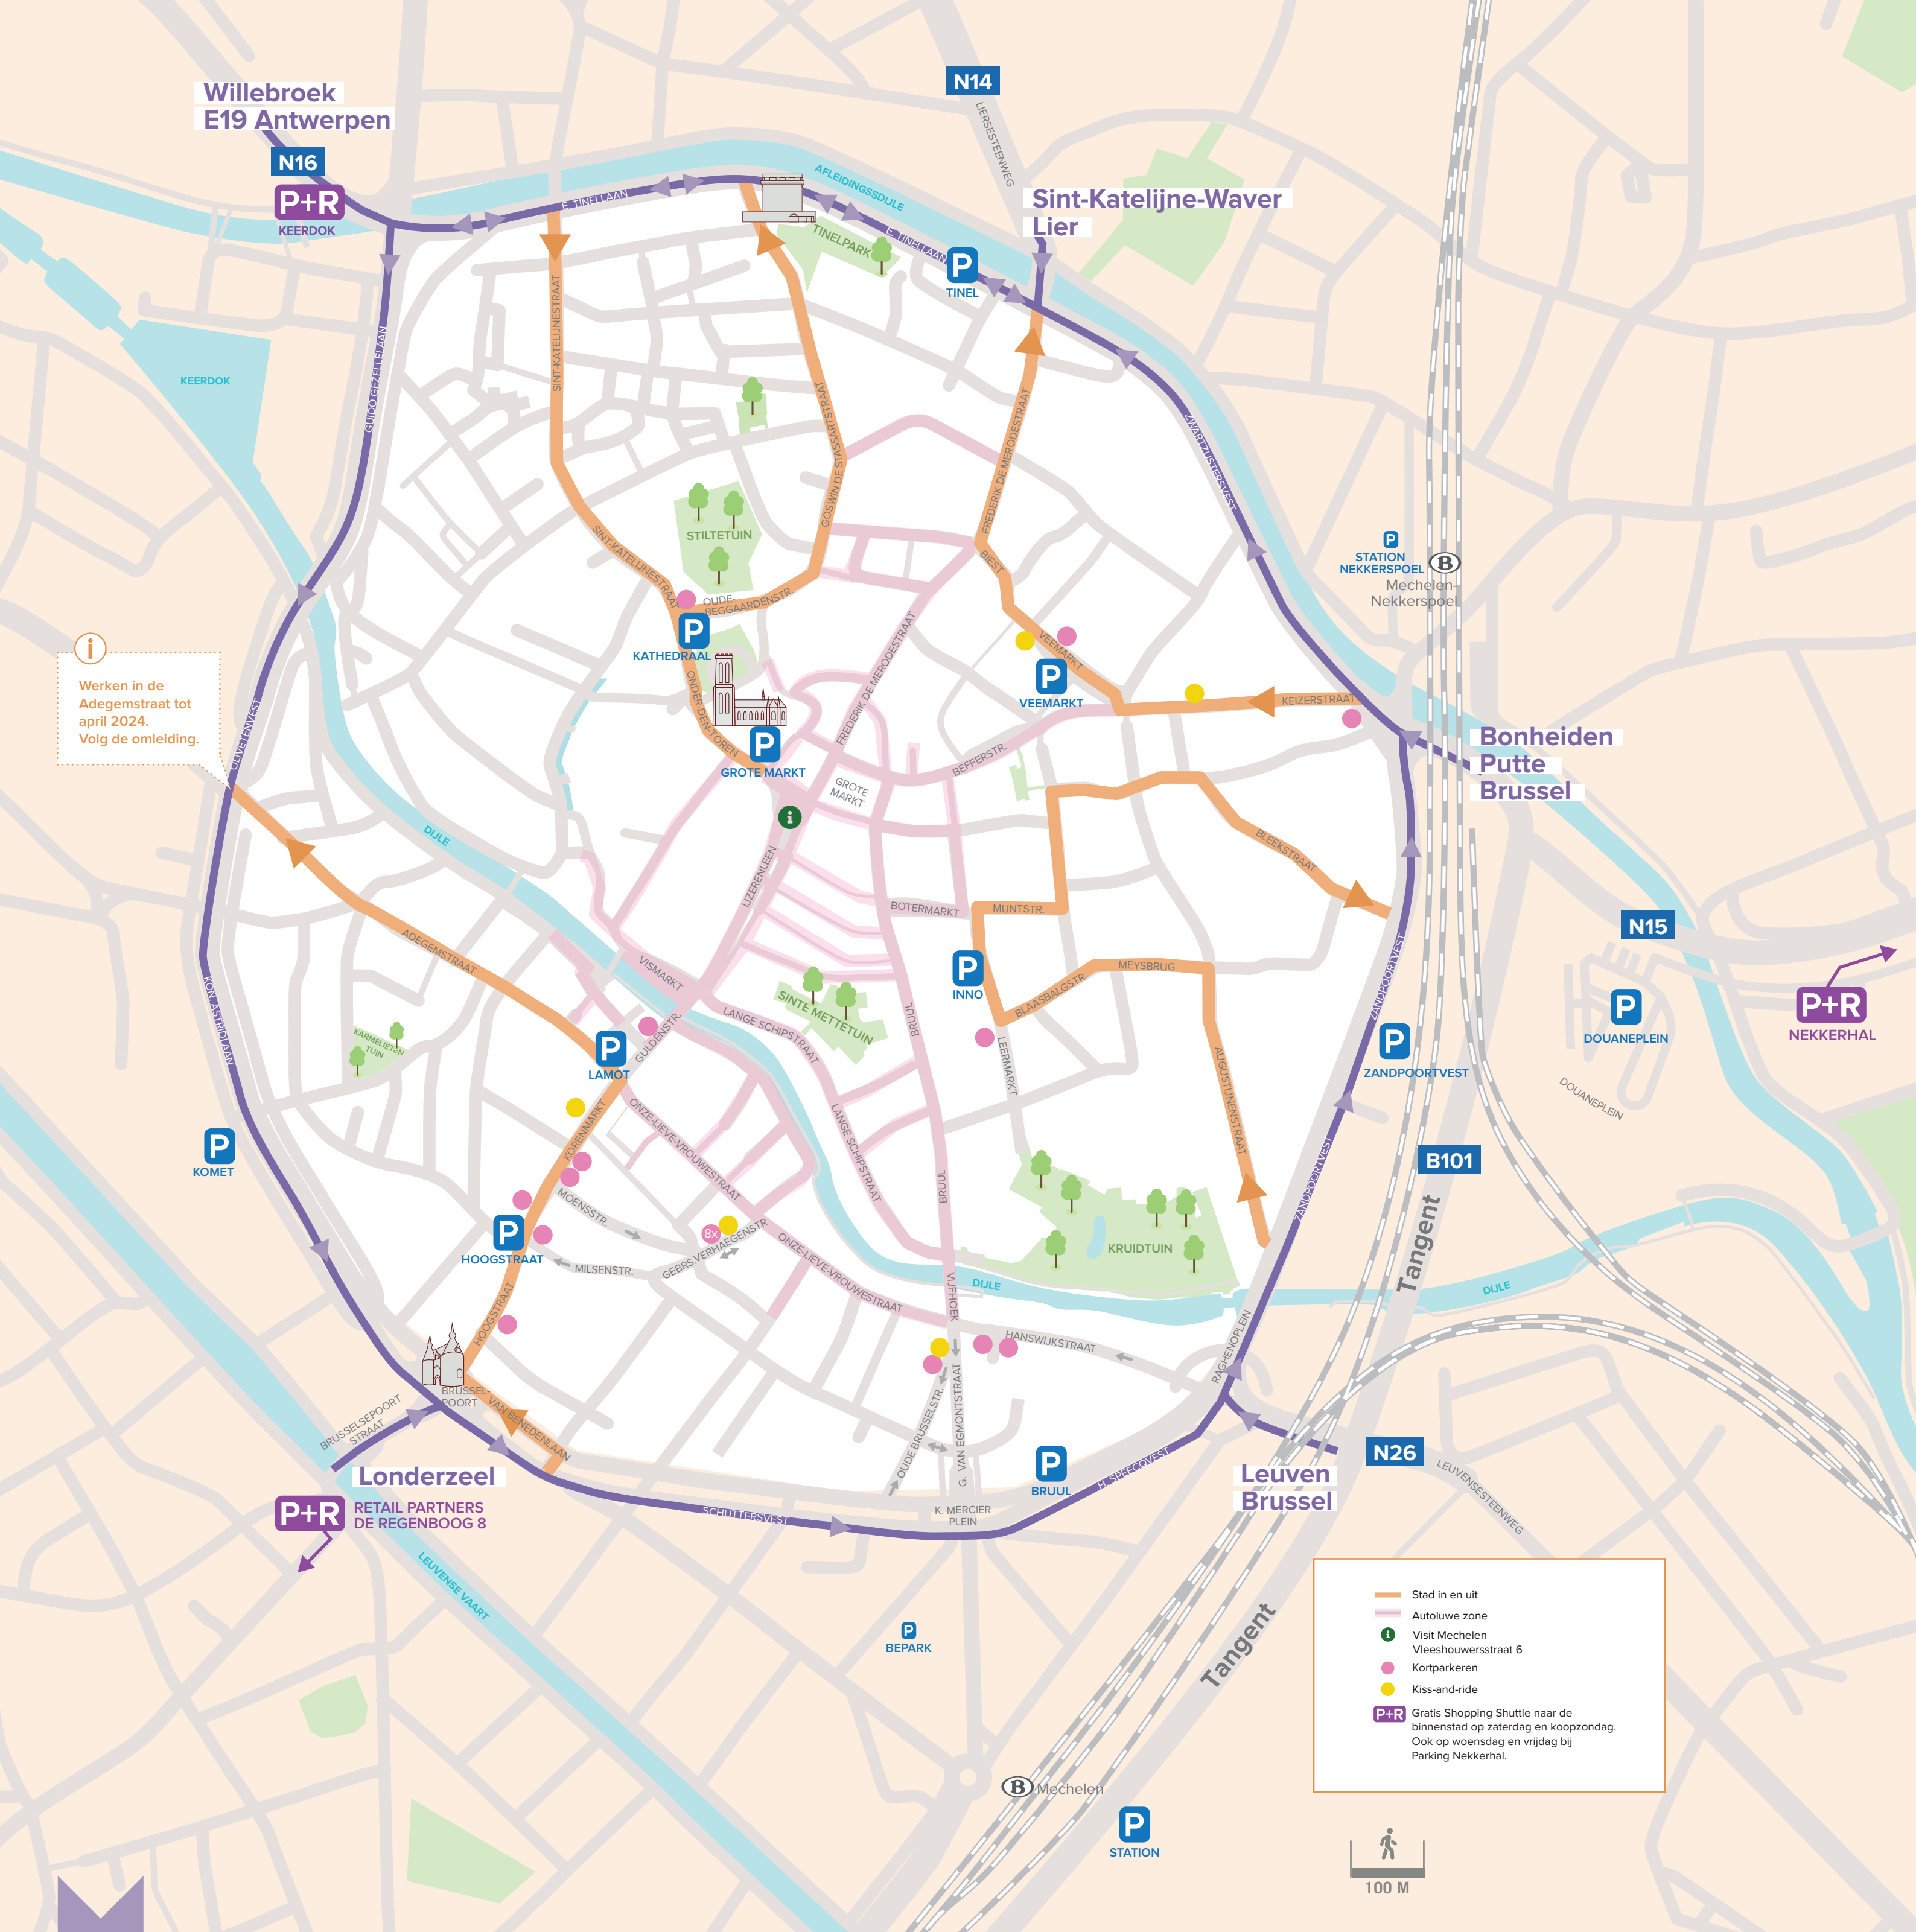 Willebroek
E19 Antwerpen
N16
P+R
KEERDOK
N14
LIERSESTEENWEG
Sint-Katelijne-Waver
Lier
AFLEIDINGSSDIJLE
E. TINELLAAN
E. TINELLAAN
TINELPARK
P
TINEL
KEERDOK
GUIDO GEZELLELAAN
SINT-KATELIJNESTRAAT
GOSWIN DE STASSARTSTRAAT
FREDERIK DE MERODESTRAAT
ZWARTZUSTERSVEST
SINT-KATELIJNESTRAAT
STILTETUIN
OUDE-
BEGGAARDENSTR.
BIEST
P
STATION
NEKKERSPOEL
B
Mechelen-
Nekkerspoel
P
KATHEDRAAL
VEEMARKT
P
VEEMARKT
KEIZERSTRAAT
FREDERIK DE MERODESTRAAT
ONDER-DEN-TOREN
P
GROTE MARKT
GROTE
MARKT
BEFFERSTR.
i
i
Werken in de
Adegemstraat tot
april 2024.
Volg de omleiding.
OLIVETENVEST
Bonheiden
Putte
Brussel
DIJLE
IJZERENLEEN
BLEEKSTRAAT
BOTERMARKT
MUNTSTR.
N15
ADEGEMSTRAAT
VISMARKT
P
INNO
MEYSBRUG
BLAASBALGSTR.
ZANDPOORTVEST
P
DOUANEPLEIN
DOUANEPLEIN
P+R
NEKKERHAL
KON. ASTRIDLAAN
SINTE METTETUIN
LANGE SCHIPSTRAAT
BRUUL
GULDENSTR.
KARMELIETEN
TUIN
P
LAMOT
LEERMARKT
P
ZANDPOORTVEST
AUGUSTIJNENSTRAAT
P
KOMET
KORENMARKT
ONZE-LIEVE-VROUWESTRAAT
LANGE SCHIPSTRAAT
BRUUL
ZANDPOORTVEST
B101
Tangent
MOENSSTR.
8x
GEBRS.VERHAEGENSTR
P
HOOGSTRAAT
MILSENSTR.
ONZE-LIEVE-VROUWESTRAAT
KRUIDTUIN
VIJFHOEK
DIJLE
DIJLE
HOOGSTRAAT
HANSWIJKSTRAAT
RAGHENOPLEIN
BRUSSEL-
POORT
VAN BENEDENLAAN
BRUSSELSEPOORT
STRAAT
OUDE BRUSSELSTR.
G. VAN EGMONTSTRAAT
Londerzeel
P+R
RETAIL PARTNERS
DE REGENBOOG 8
P
BRUUL
H. SPEECQVEST
K. MERCIER
PLEIN
SCHUTTERSVEST
Leuven
Brussel
N26
LEUVENSESTEENWEG
LEUVENSE VAART
P
BEPARK
Tangent
B
Mechelen
P
STATION
Stad in en uit
Autoluwe zone
i
Visit Mechelen
Vleeshouwersstraat 6
Kortparkeren
Kiss-and-ride
P+R
Gratis Shopping Shuttle naar de
binnenstad op zaterdag en koopzondag.
Ook op woensdag en vrijdag bij
Parking Nekkerhal.
100 M